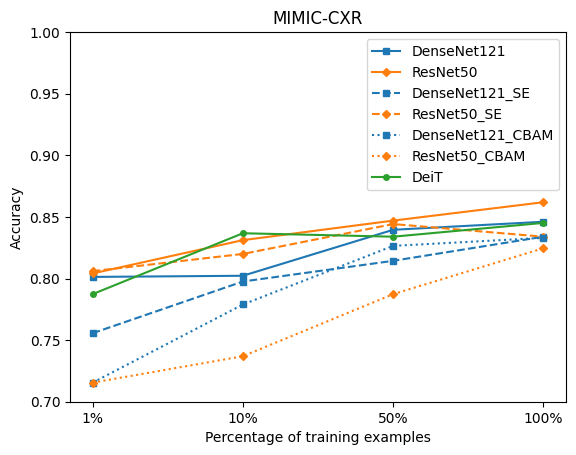 MIMIC-CXR
1.00
0.95
0.90
0.85
0.80
0.75
0.70
Accuracy
DenseNet121
ResNet50
DenseNet121_SE
ResNet50_SE
DenseNet121_CBAM
ResNet50_CBAM
DeiT
1% 10% 50% 100%
Percentage of training examples